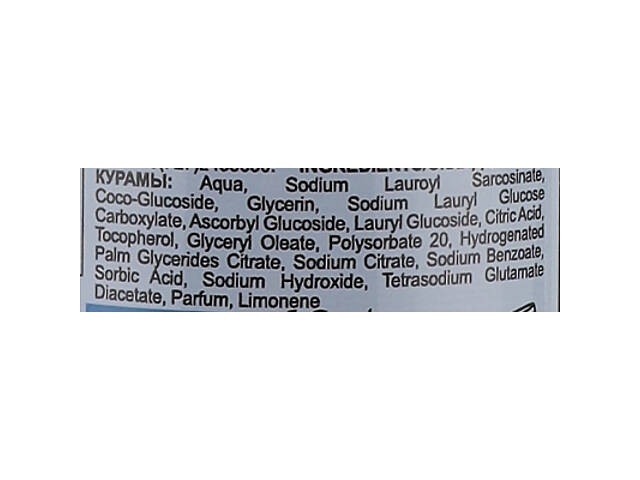 КУРАМЫ: Aqua, Sodium Lauroyl Sarcosinate,
Coco-Glucoside, Glycerin, Sodium Lauryl Glucose
Carboxylate, Ascorbyl Glucoside, Lauryl Glucoside, Citric Acid,
Tocopherol, Glyceryl Oleate, Polysorbate 20, Hydrogenated
Palm Glycerides Citrate, Sodium Citrate, Sodium Benzoate,
Sorbic Acid, Sodium Hydroxide, Tetrasodium Glutamate
Diacetate, Parfum, Limonene